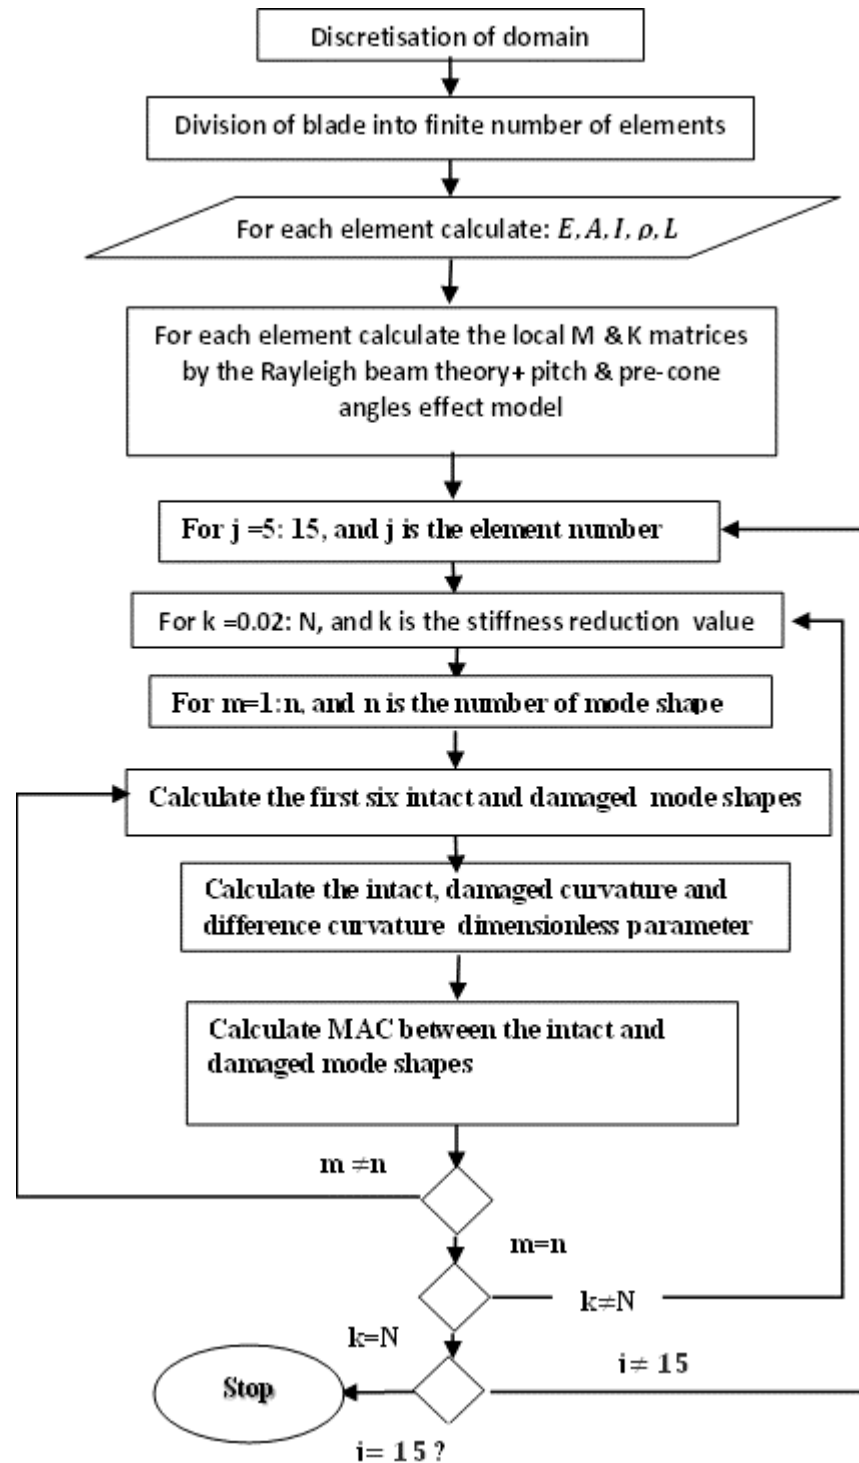 Discretisation of domain
Division of blade into finite number of elements
For each element calculate: E, A, I, ρ, L
For each element calculate the local M & K matrices
by the Rayleigh beam theory+ pitch & pre-cone
angles effect model
For j =5: 15, and j is the element number
For k =0.02: N, and k is the stiffness reduction value
For m=1:n, and n is the number of mode shape
Calculate the first six intact and damaged mode shapes
Calculate the intact, damaged curvature and
difference curvature dimensionless parameter
Calculate MAC between the intact and
damaged mode shapes
m ≠n
m=n
k≠N
k=N
i≠ 15
Stop
i= 15 ?